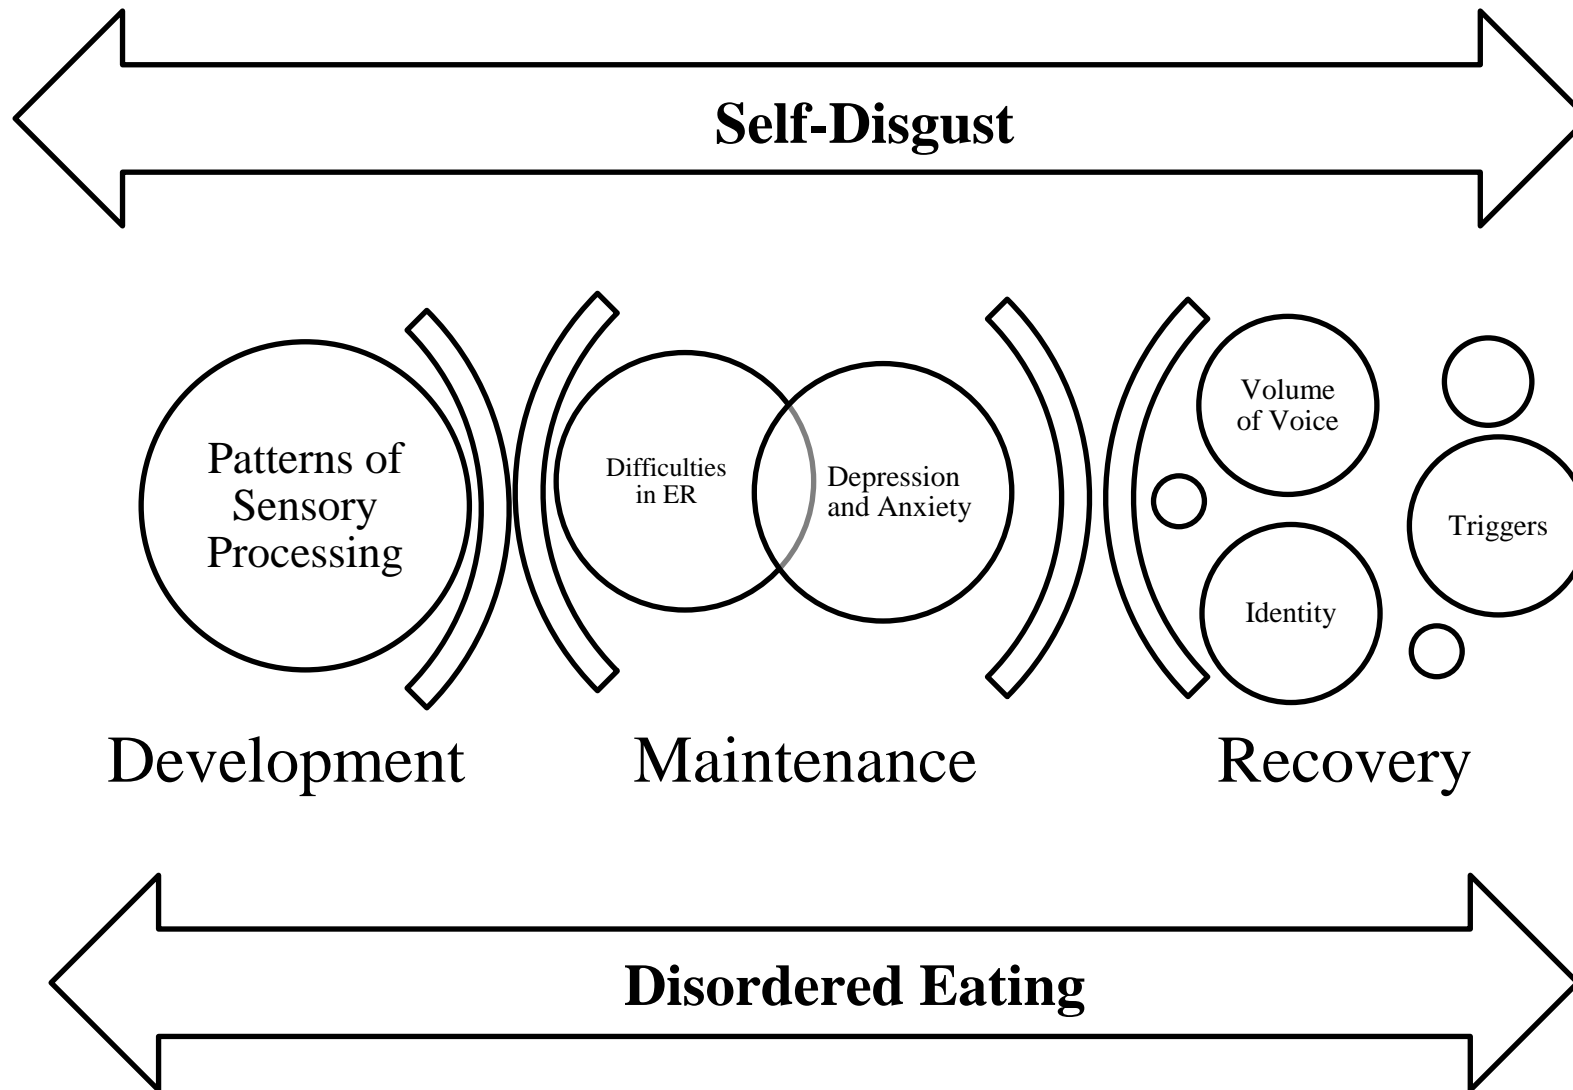 Self-Disgust
Patterns of
Sensory
Processing
Difficulties
in ER
Depression
and Anxiety
Volume
of Voice
Identity
Triggers
Development
Maintenance
Recovery
Disordered Eating